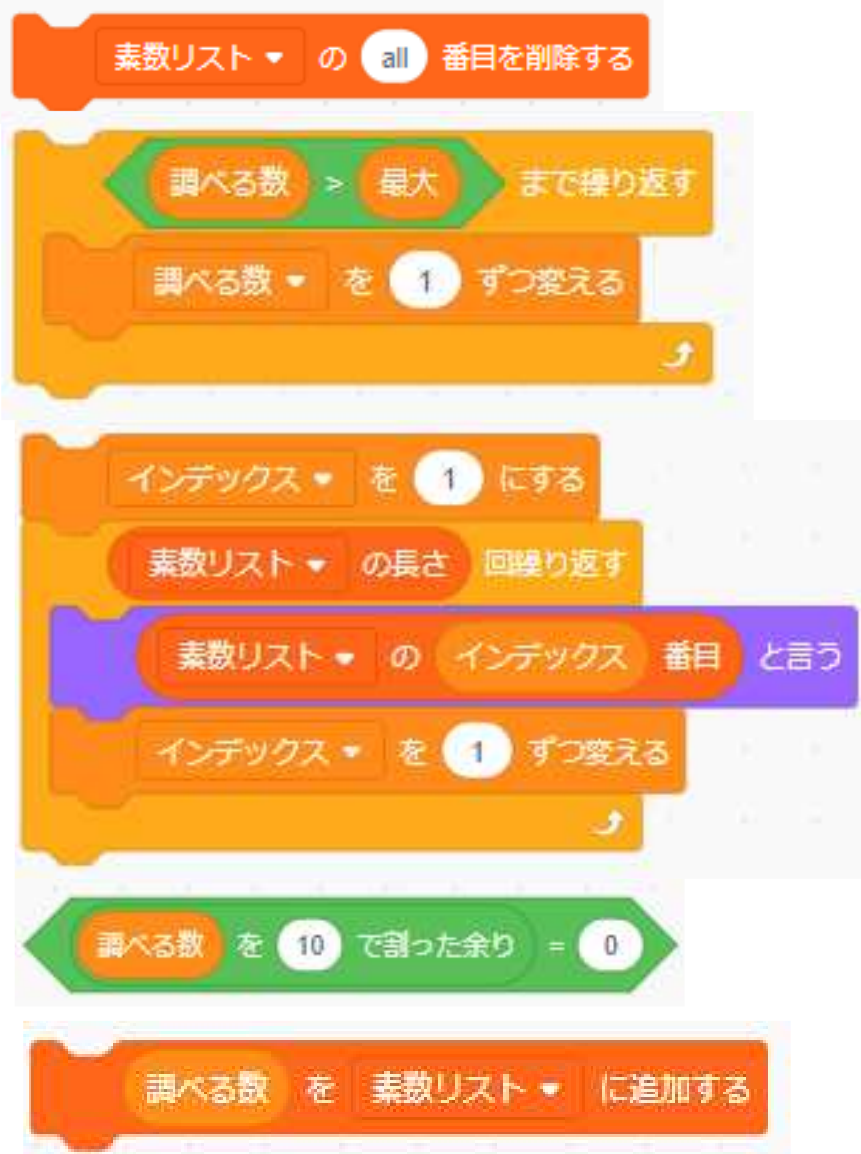 素数リスト の all 番目を削除する
調べる数 > 最大 まで繰り返す
調べる数 を 1 ずつ変える
インデックス を 1 にする
素数リスト の長さ 回繰り返す
素数リスト の インデックス 番目 と言う
インデックス を 1 ずつ変える
調べる数 を 10 で割った余り = 0
調べる数 を 素数リスト に追加する